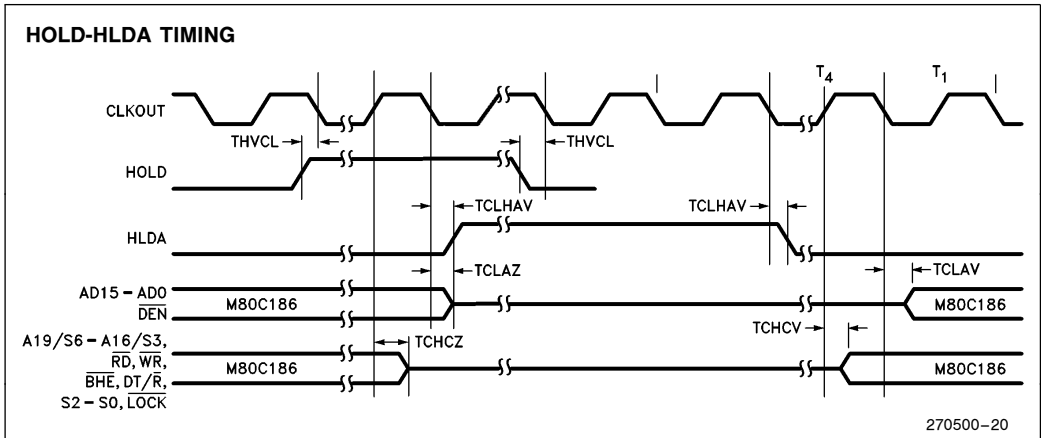 HOLD-HLDA TIMING
T4 T1
CLKOUT
THVCL THVCL
HOLD
TCLHAV TCLHAV
HLDA
TCLAZ TCLAV
AD15 – AD0
DEN
M80C186 M80C186
TCHCZ TCHCV
A19/S6 – A16/S3,
RD, WR,
BHE, DT/R,
S2 – S0, LOCK
M80C186 M80C186
270500–20